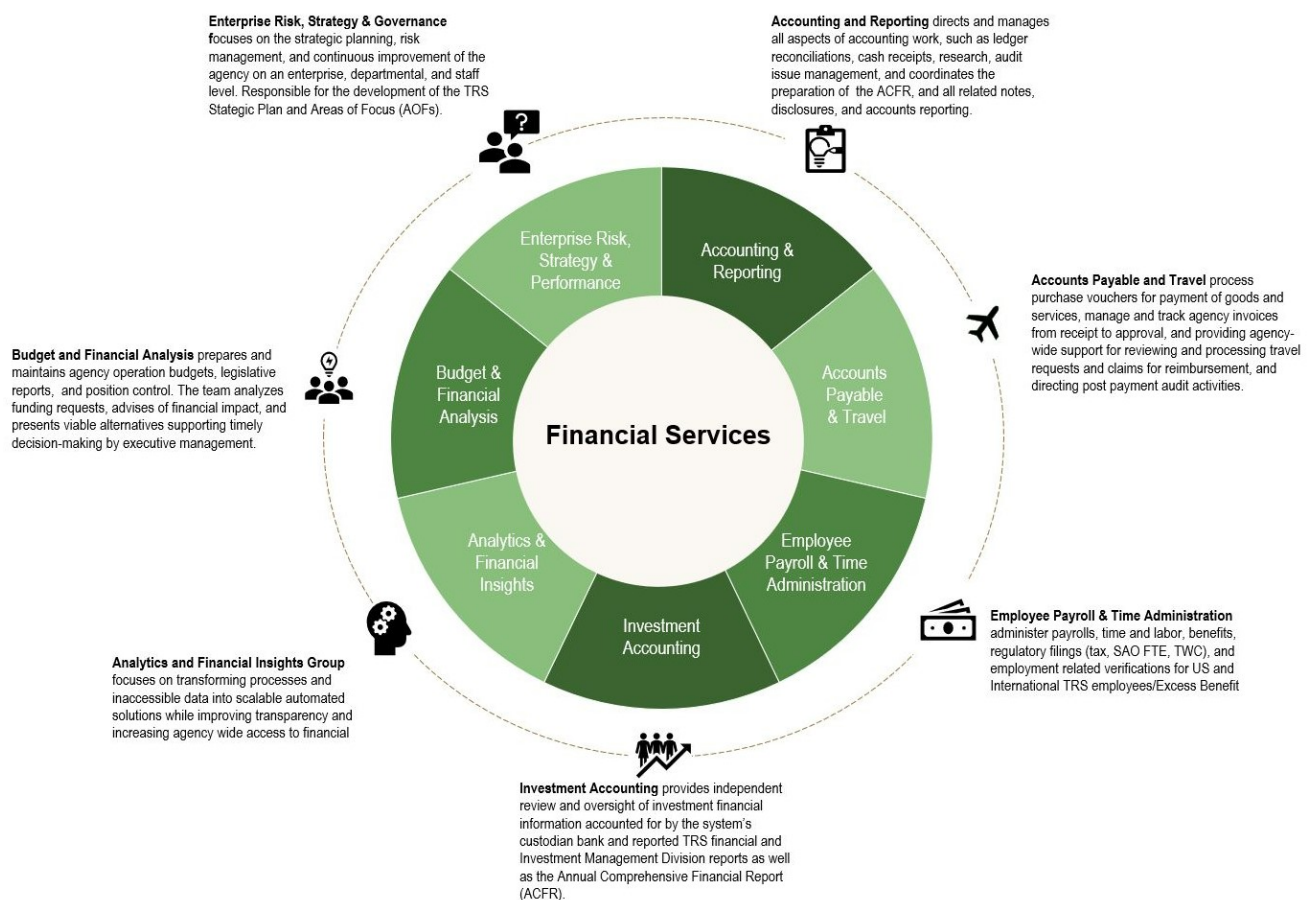 Enterprise Risk, Strategy & Governance
focuses on the strategic planning, risk
management, and continuous improvement of the
agency on an enterprise, departmental, and staff
level. Responsible for the development of the TRS
Stategic Plan and Areas of Focus (AOFs).
Accounting and Reporting directs and manages
all aspects of accounting work, such as ledger
reconciliations, cash receipts, research, audit
issue management, and coordinates the
preparation of the ACFR, and all related notes,
disclosures, and accounts reporting.
?
Enterprise Risk,
Strategy &
Performance
Accounting &
Reporting
Accounts Payable and Travel process
purchase vouchers for payment of goods and
services, manage and track agency invoices
from receipt to approval, and providing agency-
wide support for reviewing and processing travel
requests and claims for reimbursement, and
directing post payment audit activities.
Budget and Financial Analysis prepares and
maintains agency operation budgets, legislative
reports, and position control. The team analyzes
funding requests, advises of financial impact, and
presents viable alternatives supporting timely
decision-making by executive management.
Budget &
Financial
Analysis
Accounts
Payable
& Travel
Financial Services
Analytics &
Financial
Insights
Employee
Payroll & Time
Administration
Investment
Accounting
Employee Payroll & Time Administration
administer payrolls, time and labor, benefits,
regulatory filings (tax, SAO FTE, TWC), and
employment related verifications for US and
International TRS employees/Excess Benefit
Analytics and Financial Insights Group
focuses on transforming processes and
inaccessible data into scalable automated
solutions while improving transparency and
increasing agency wide access to financial
Investment Accounting provides independent
review and oversight of investment financial
information accounted for by the system's
custodian bank and reported TRS financial and
Investment Management Division reports as well
as the Annual Comprehensive Financial Report
(ACFR).